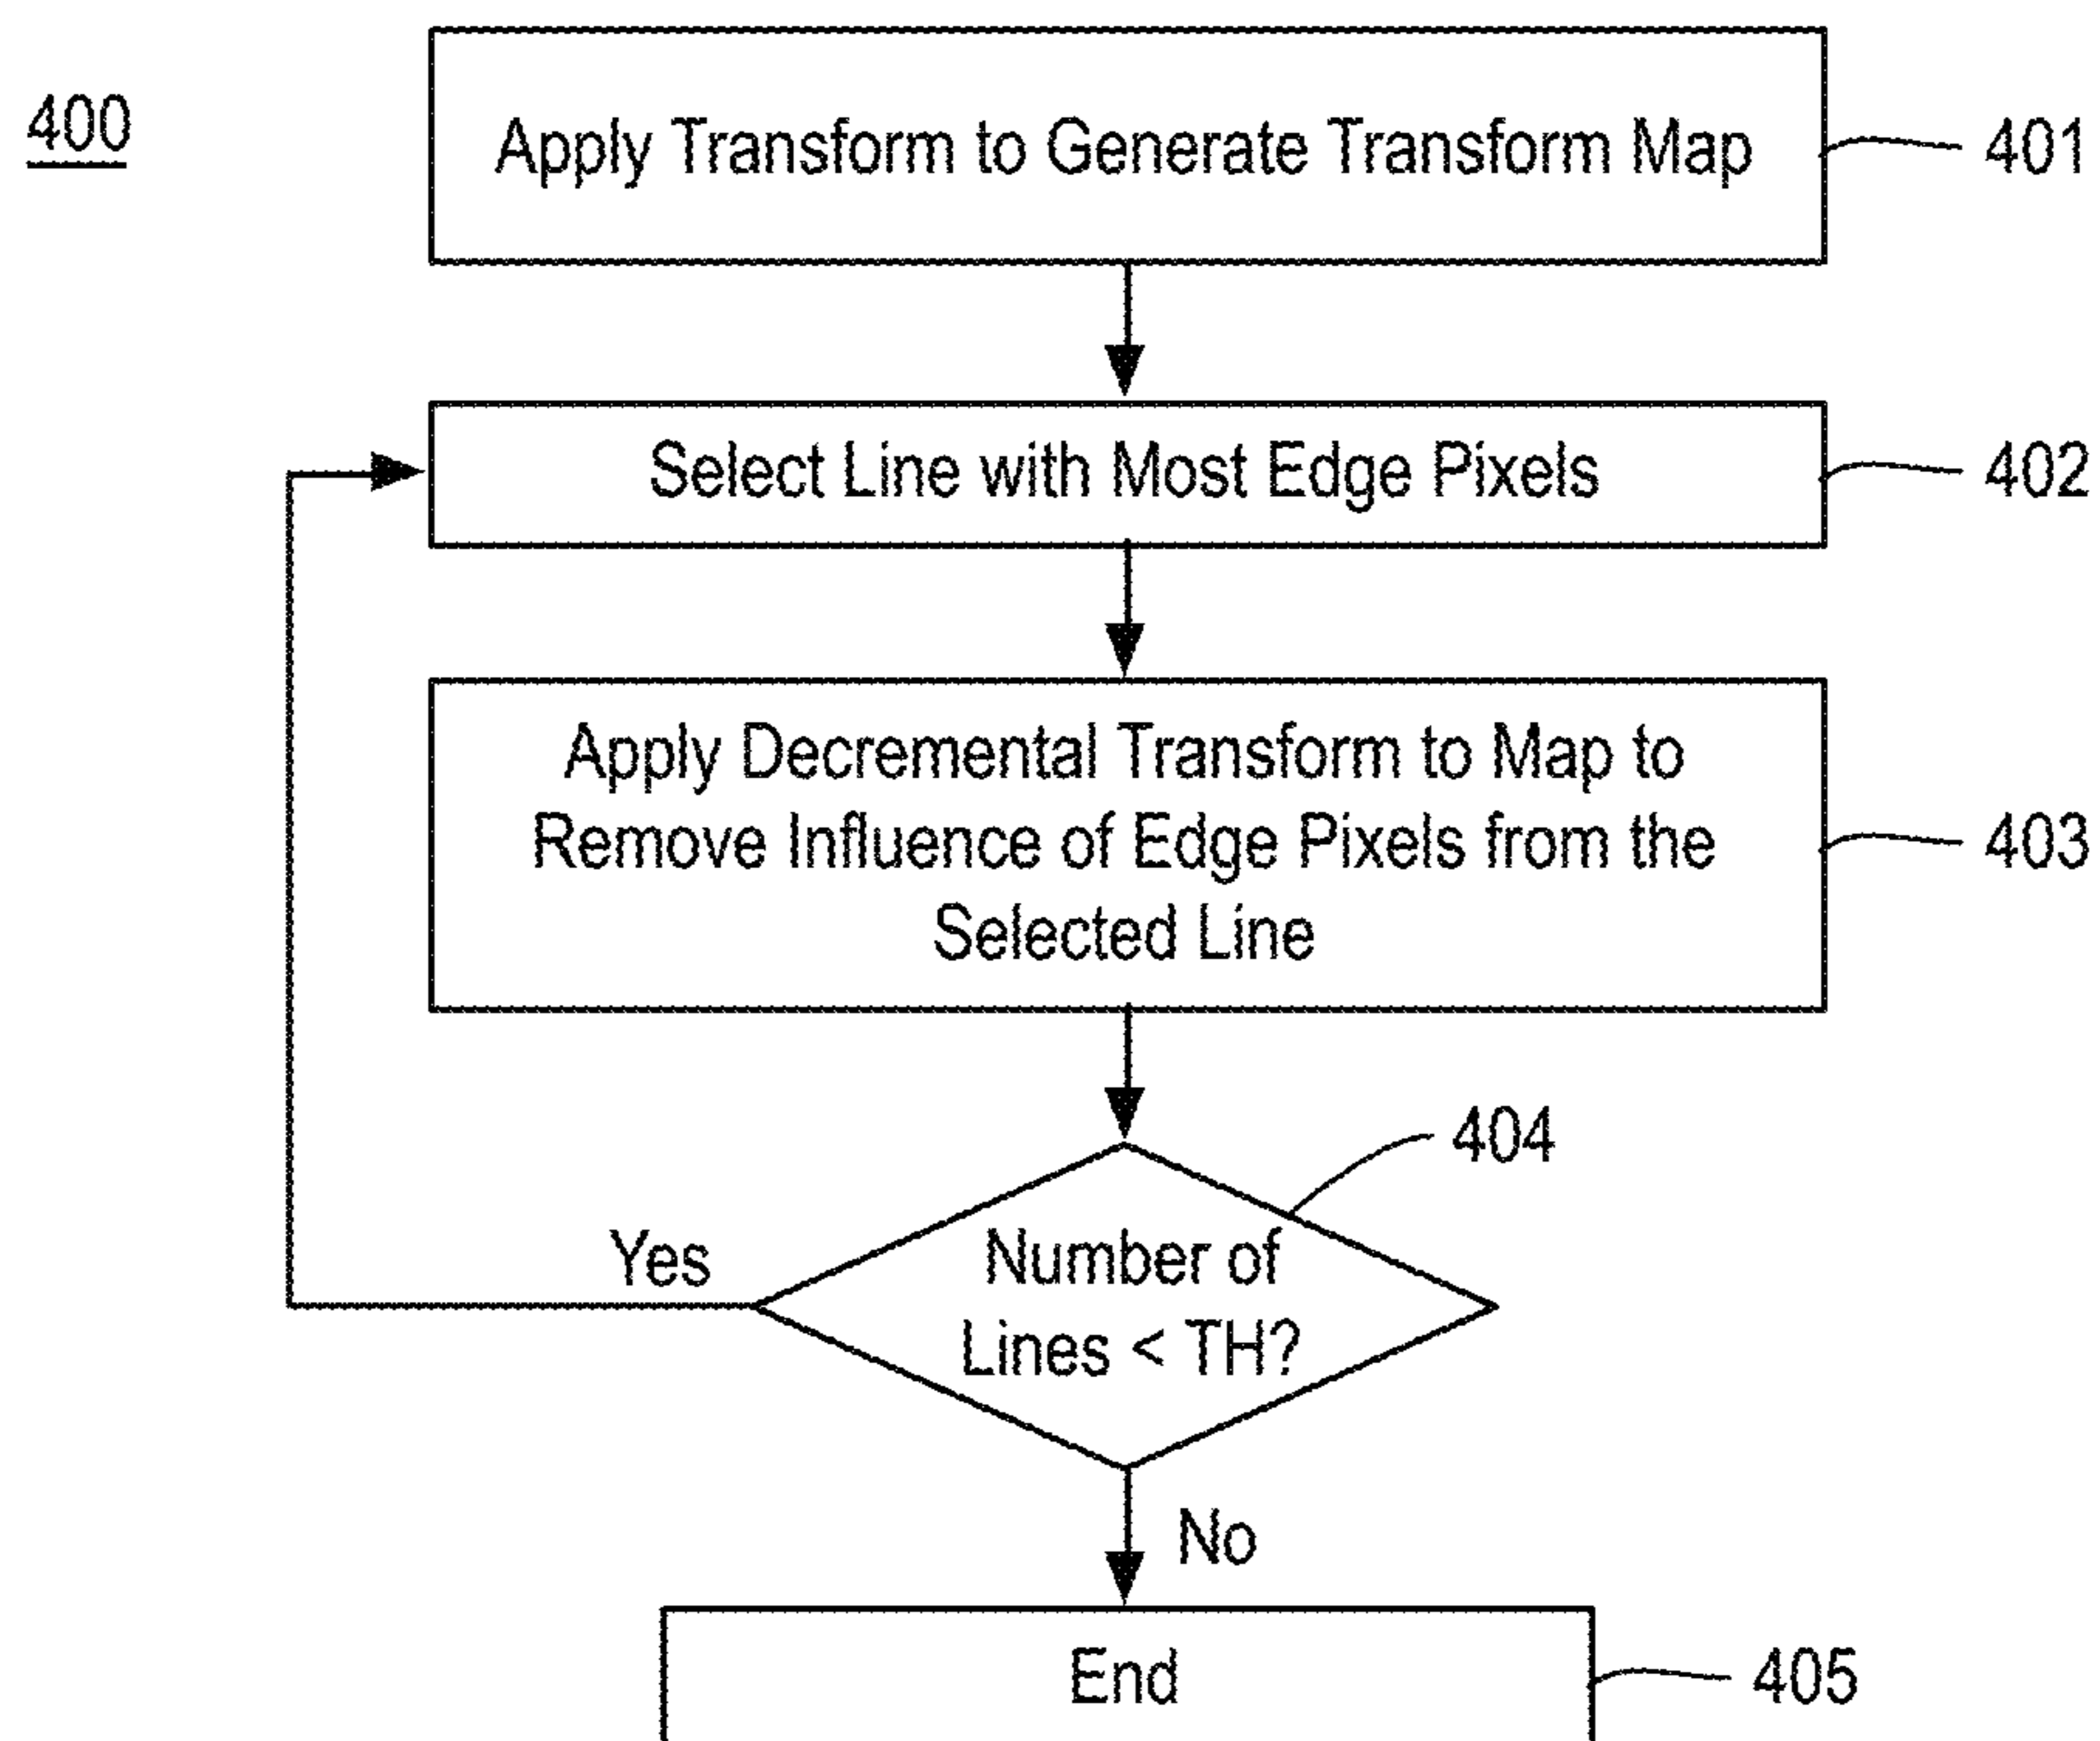 400
Apply Transform to Generate Transform Map
401
Select Line with Most Edge Pixels
402
Apply Decremental Transform to Map to
Remove Influence of Edge Pixels from the
Selected Line
403
404
Yes
Number of
Lines < TH?
No
End
405